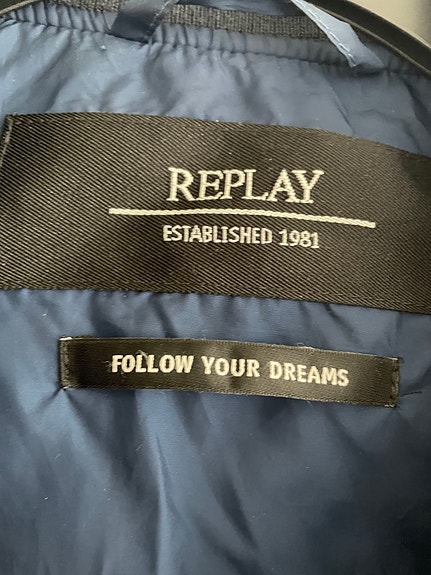 REPLAY
ESTABLISHED 1981
FOLLOW YOUR DREAMS